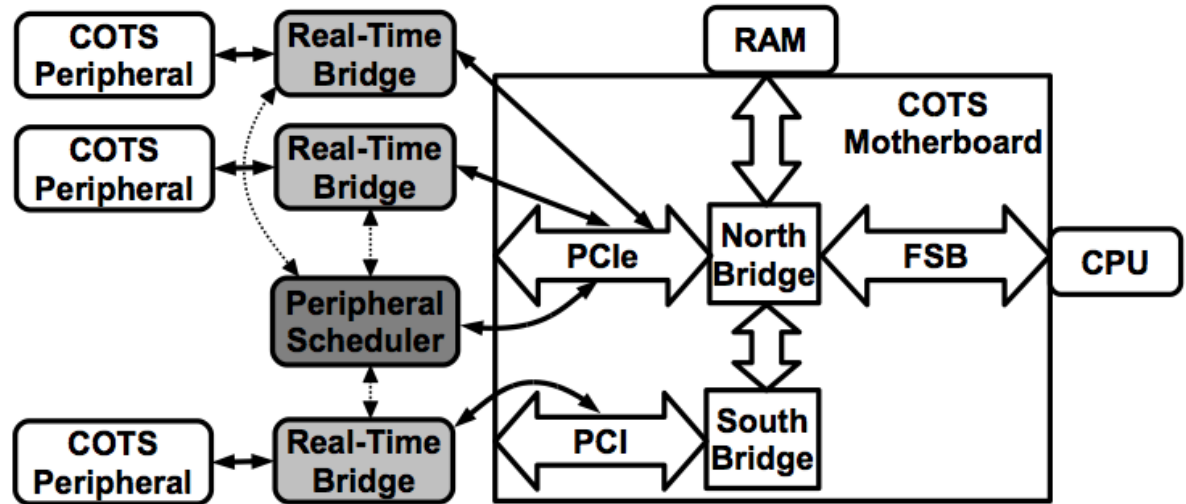 COTS
Peripheral
Real-Time
Bridge
RAM
COTS
Motherboard
COTS
Peripheral
Real-Time
Bridge
PCIe
North
Bridge
FSB
CPU
Peripheral
Scheduler
COTS
Peripheral
Real-Time
Bridge
PCI
South
Bridge